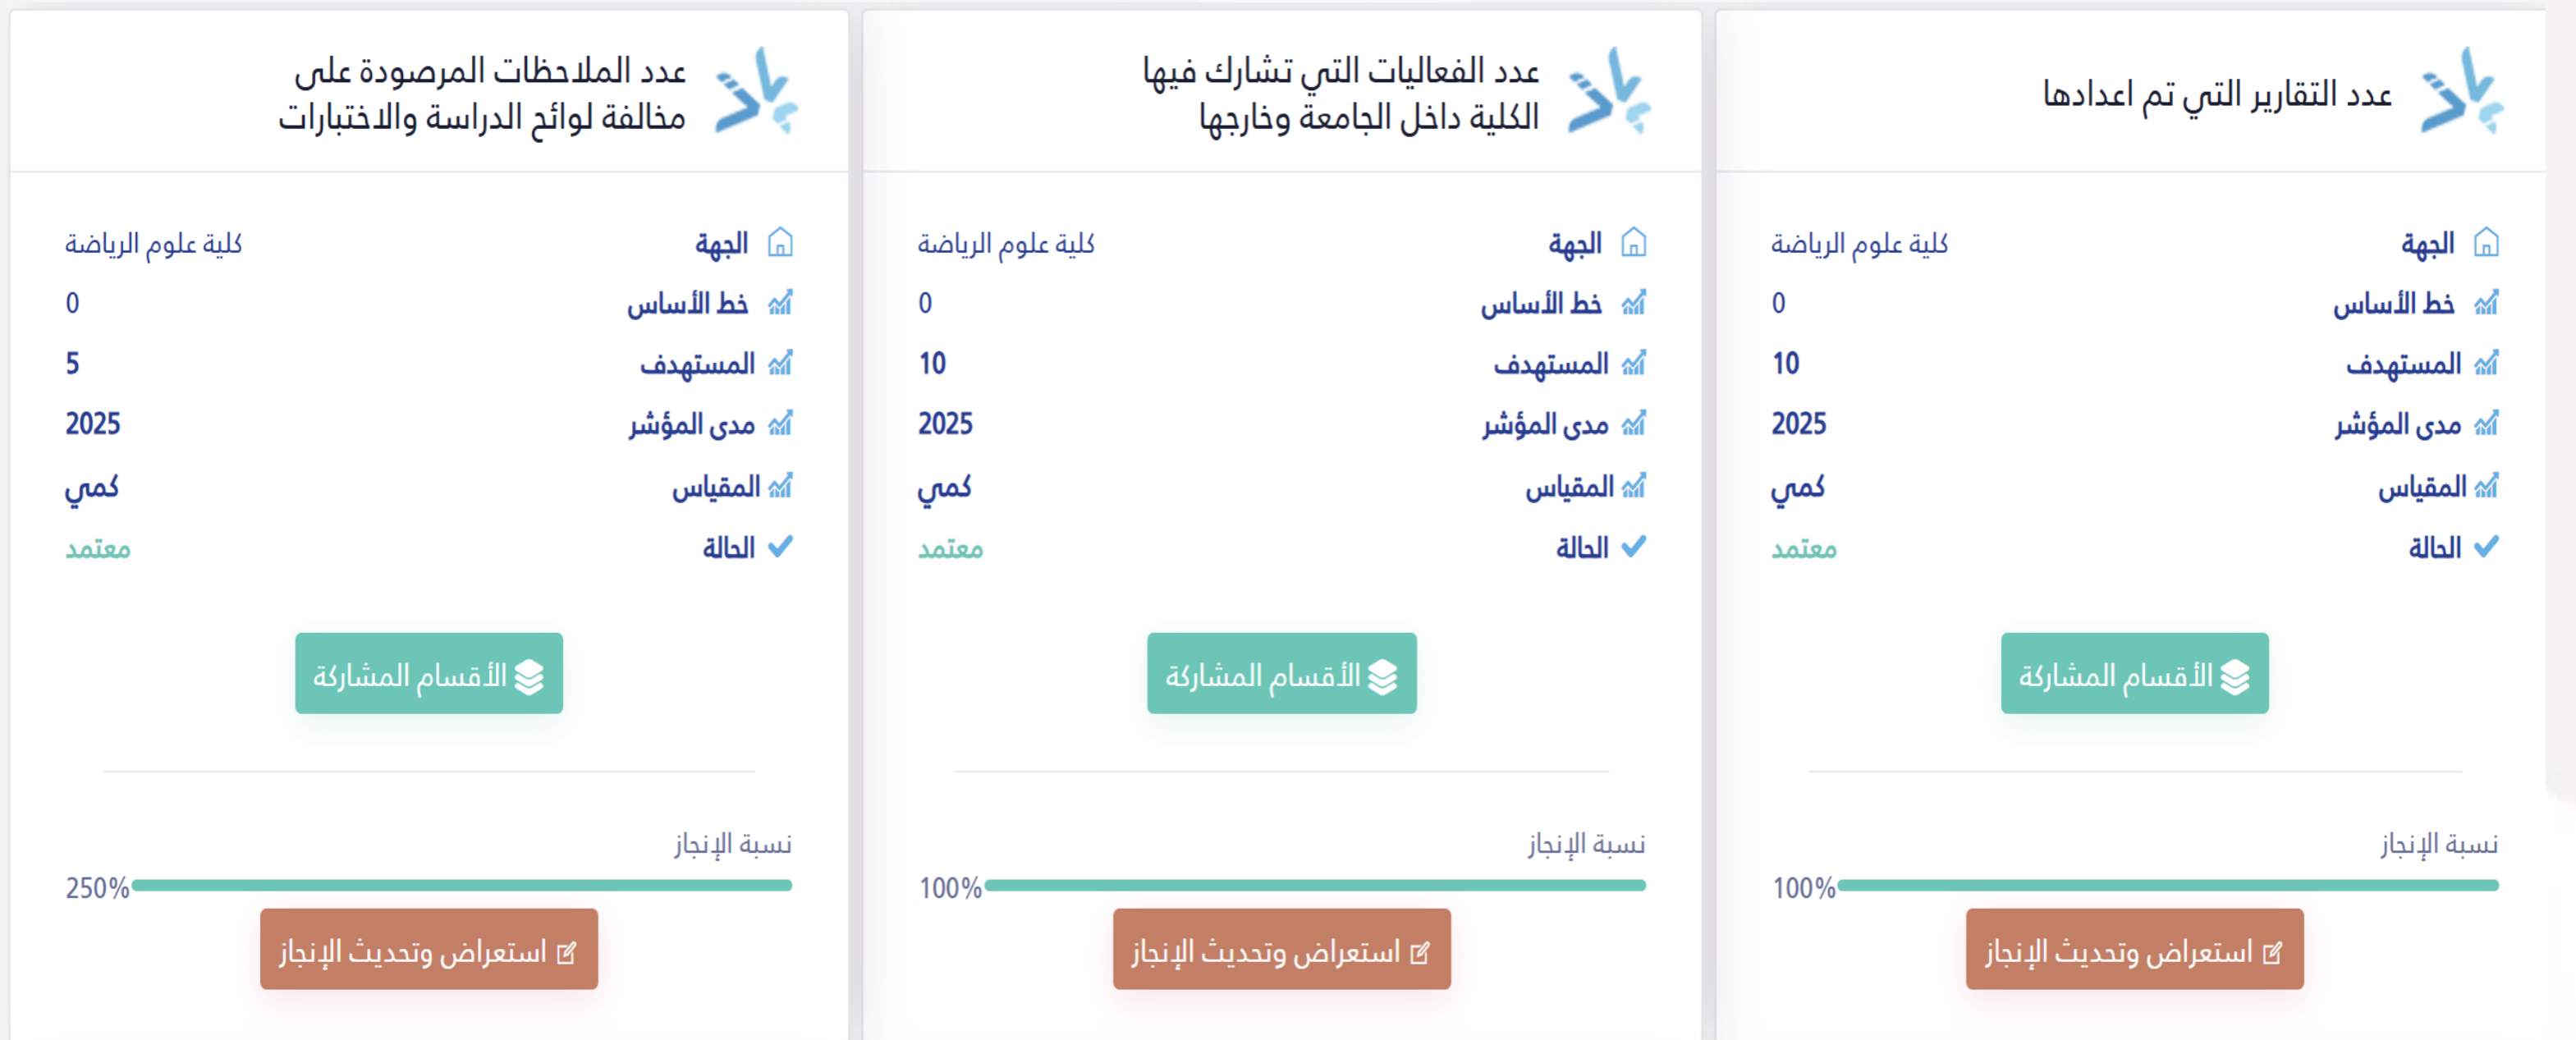 عدد التقارير التي تم اعدادها
الجهة كلية علوم الرياضة
خط الأساس 0
المستهدف 10
مدى المؤشر 2025
المقياس كمي
الحالة معتمد
الأقسام المشاركة
نسبة الإنجاز
100%
استعراض وتحديث الإنجاز
عدد الفعاليات التي تشارك فيها
الكلية داخل الجامعة وخارجها
الجهة كلية علوم الرياضة
خط الأساس 0
المستهدف 10
مدى المؤشر 2025
المقياس كمي
الحالة معتمد
الأقسام المشاركة
نسبة الإنجاز
100%
استعراض وتحديث الإنجاز
عدد الملاحظات المرصودة على
مخالفة لوائح الدراسة والاختبارات
الجهة كلية علوم الرياضة
خط الأساس 0
المستهدف 5
مدى المؤشر 2025
المقياس كمي
الحالة معتمد
الأقسام المشاركة
نسبة الإنجاز
250%
استعراض وتحديث الإنجاز